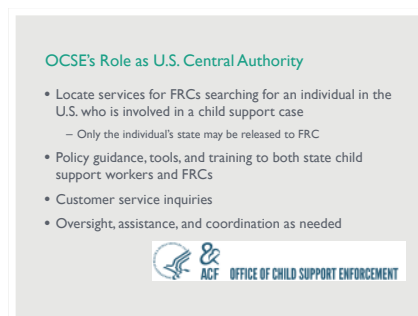 OCSE's Role as U.S. Central Authority
• Locate services for FRCs searching for an individual in the
U.S. who is involved in a child support case
– Only the individual's state may be released to FRC
• Policy guidance, tools, and training to both state child
support workers and FRCs
• Customer service inquiries
• Oversight, assistance, and coordination as needed
ACF OFFICE OF CHILD SUPPORT ENFORCEMENT